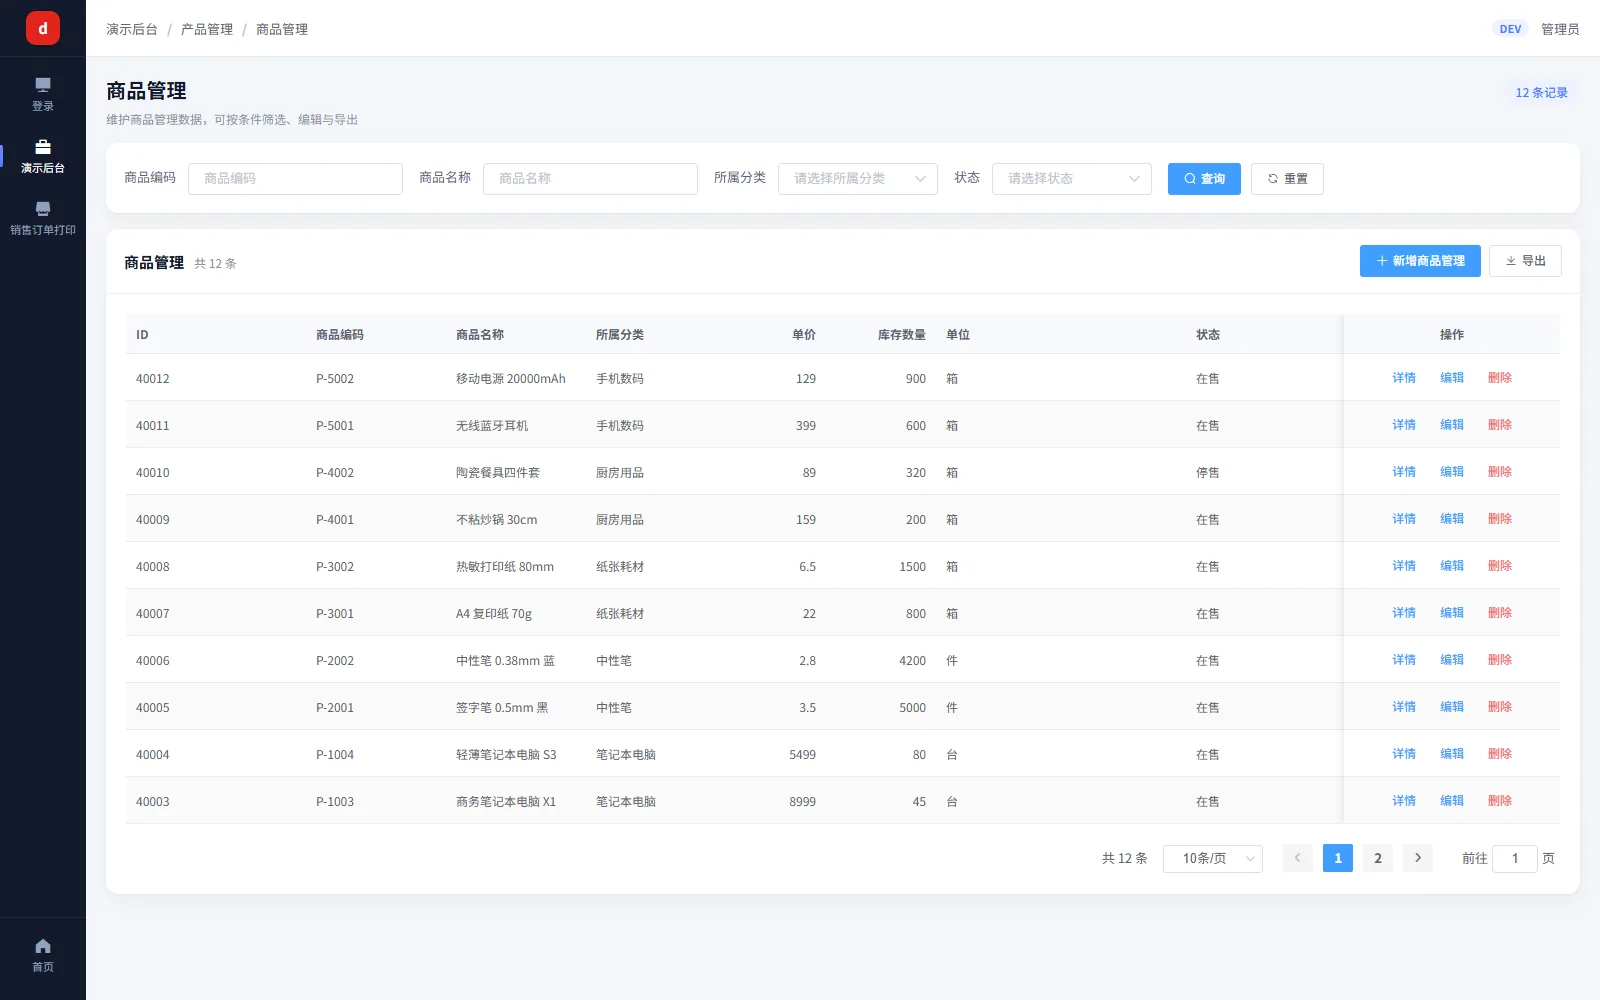 d
演示后台 / 产品管理 / 商品管理
DEV 管理员
登录
演示后台
销售订单打印
首页
商品管理
12 条记录
维护商品管理数据，可按条件筛选、编辑与导出
商品编码 商品编码 商品名称 商品名称 所属分类 请选择所属分类 状态 请选择状态 查询 重置
商品管理 共 12 条 新增商品管理 导出
ID 商品编码 商品名称 所属分类 单价 库存数量 单位 状态 操作
40012 P-5002 移动电源 20000mAh 手机数码 129 900 箱 在售 详情 编辑 删除
40011 P-5001 无线蓝牙耳机 手机数码 399 600 箱 在售 详情 编辑 删除
40010 P-4002 陶瓷餐具四件套 厨房用品 89 320 箱 停售 详情 编辑 删除
40009 P-4001 不粘炒锅 30cm 厨房用品 159 200 箱 在售 详情 编辑 删除
40008 P-3002 热敏打印纸 80mm 纸张耗材 6.5 1500 箱 在售 详情 编辑 删除
40007 P-3001 A4 复印纸 70g 纸张耗材 22 800 箱 在售 详情 编辑 删除
40006 P-2002 中性笔 0.38mm 蓝 中性笔 2.8 4200 件 在售 详情 编辑 删除
40005 P-2001 签字笔 0.5mm 黑 中性笔 3.5 5000 件 在售 详情 编辑 删除
40004 P-1004 轻薄笔记本电脑 S3 笔记本电脑 5499 80 台 在售 详情 编辑 删除
40003 P-1003 商务笔记本电脑 X1 笔记本电脑 8999 45 台 在售 详情 编辑 删除
共 12 条 10条/页 1 2 前往 1 页